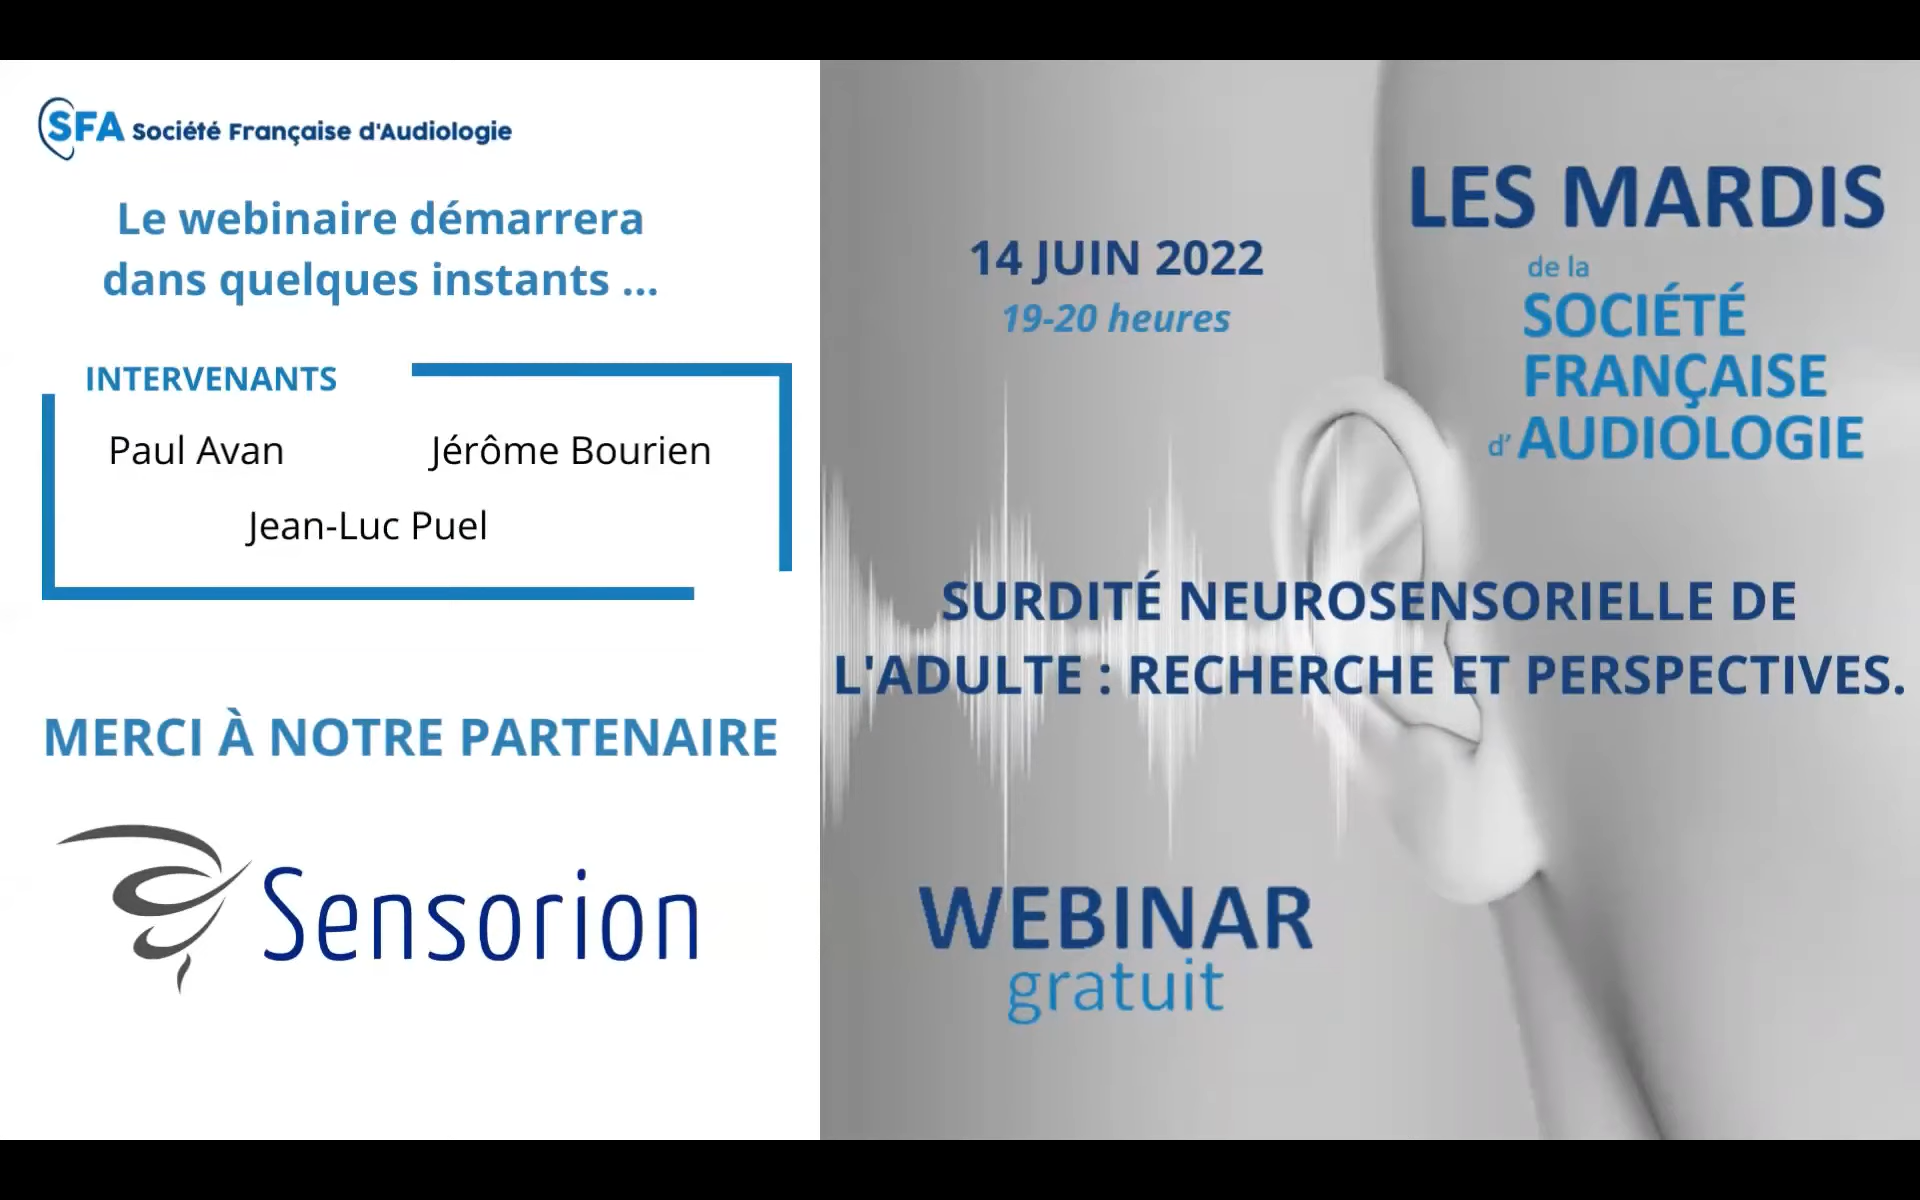 SFA Société Française d'Audiologie
Le webinaire démarrera
dans quelques instants ...
INTERVENANTS
Paul Avan
Jérôme Bourien
Jean-Luc Puel
MERCI À NOTRE PARTENAIRE
Sensorion
14 JUIN 2022
19-20 heures
LES MARDIS
de la
SOCIÉTÉ
FRANÇAISE
d'AUDIOLOGIE
SURDITÉ NEUROSENSORIELLE DE
L'ADULTE : RECHERCHE ET PERSPECTIVES.
WEBINAR
gratuit